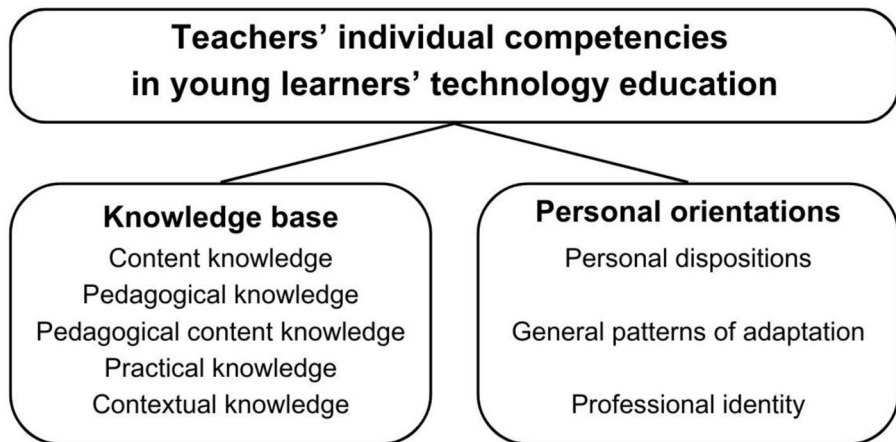 Teachers’ individual competencies
in young learners’ technology education
Knowledge base
Content knowledge
Pedagogical knowledge
Pedagogical content knowledge
Practical knowledge
Contextual knowledge
Personal orientations
Personal dispositions
General patterns of adaptation
Professional identity